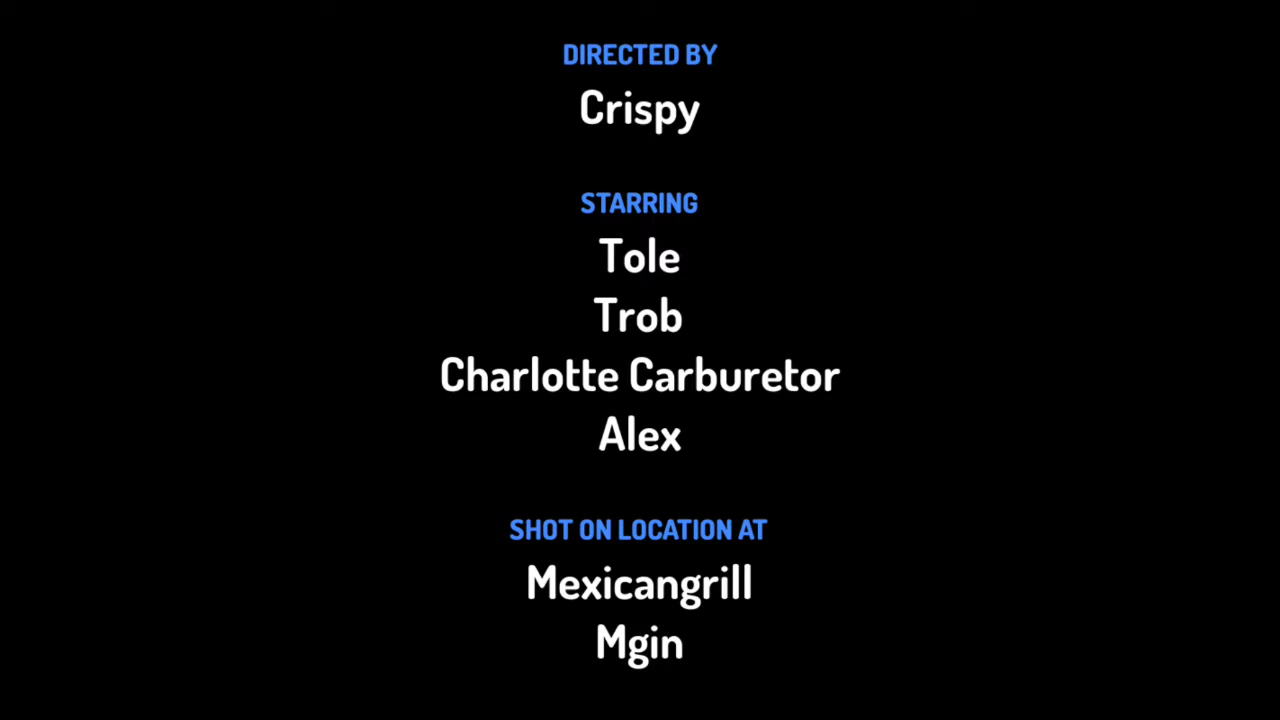 DIRECTED BY
Crispy
STARRING
Tole
Trob
Charlotte Carburetor
Alex
SHOT ON LOCATION AT
Mexicangrill
Mgin